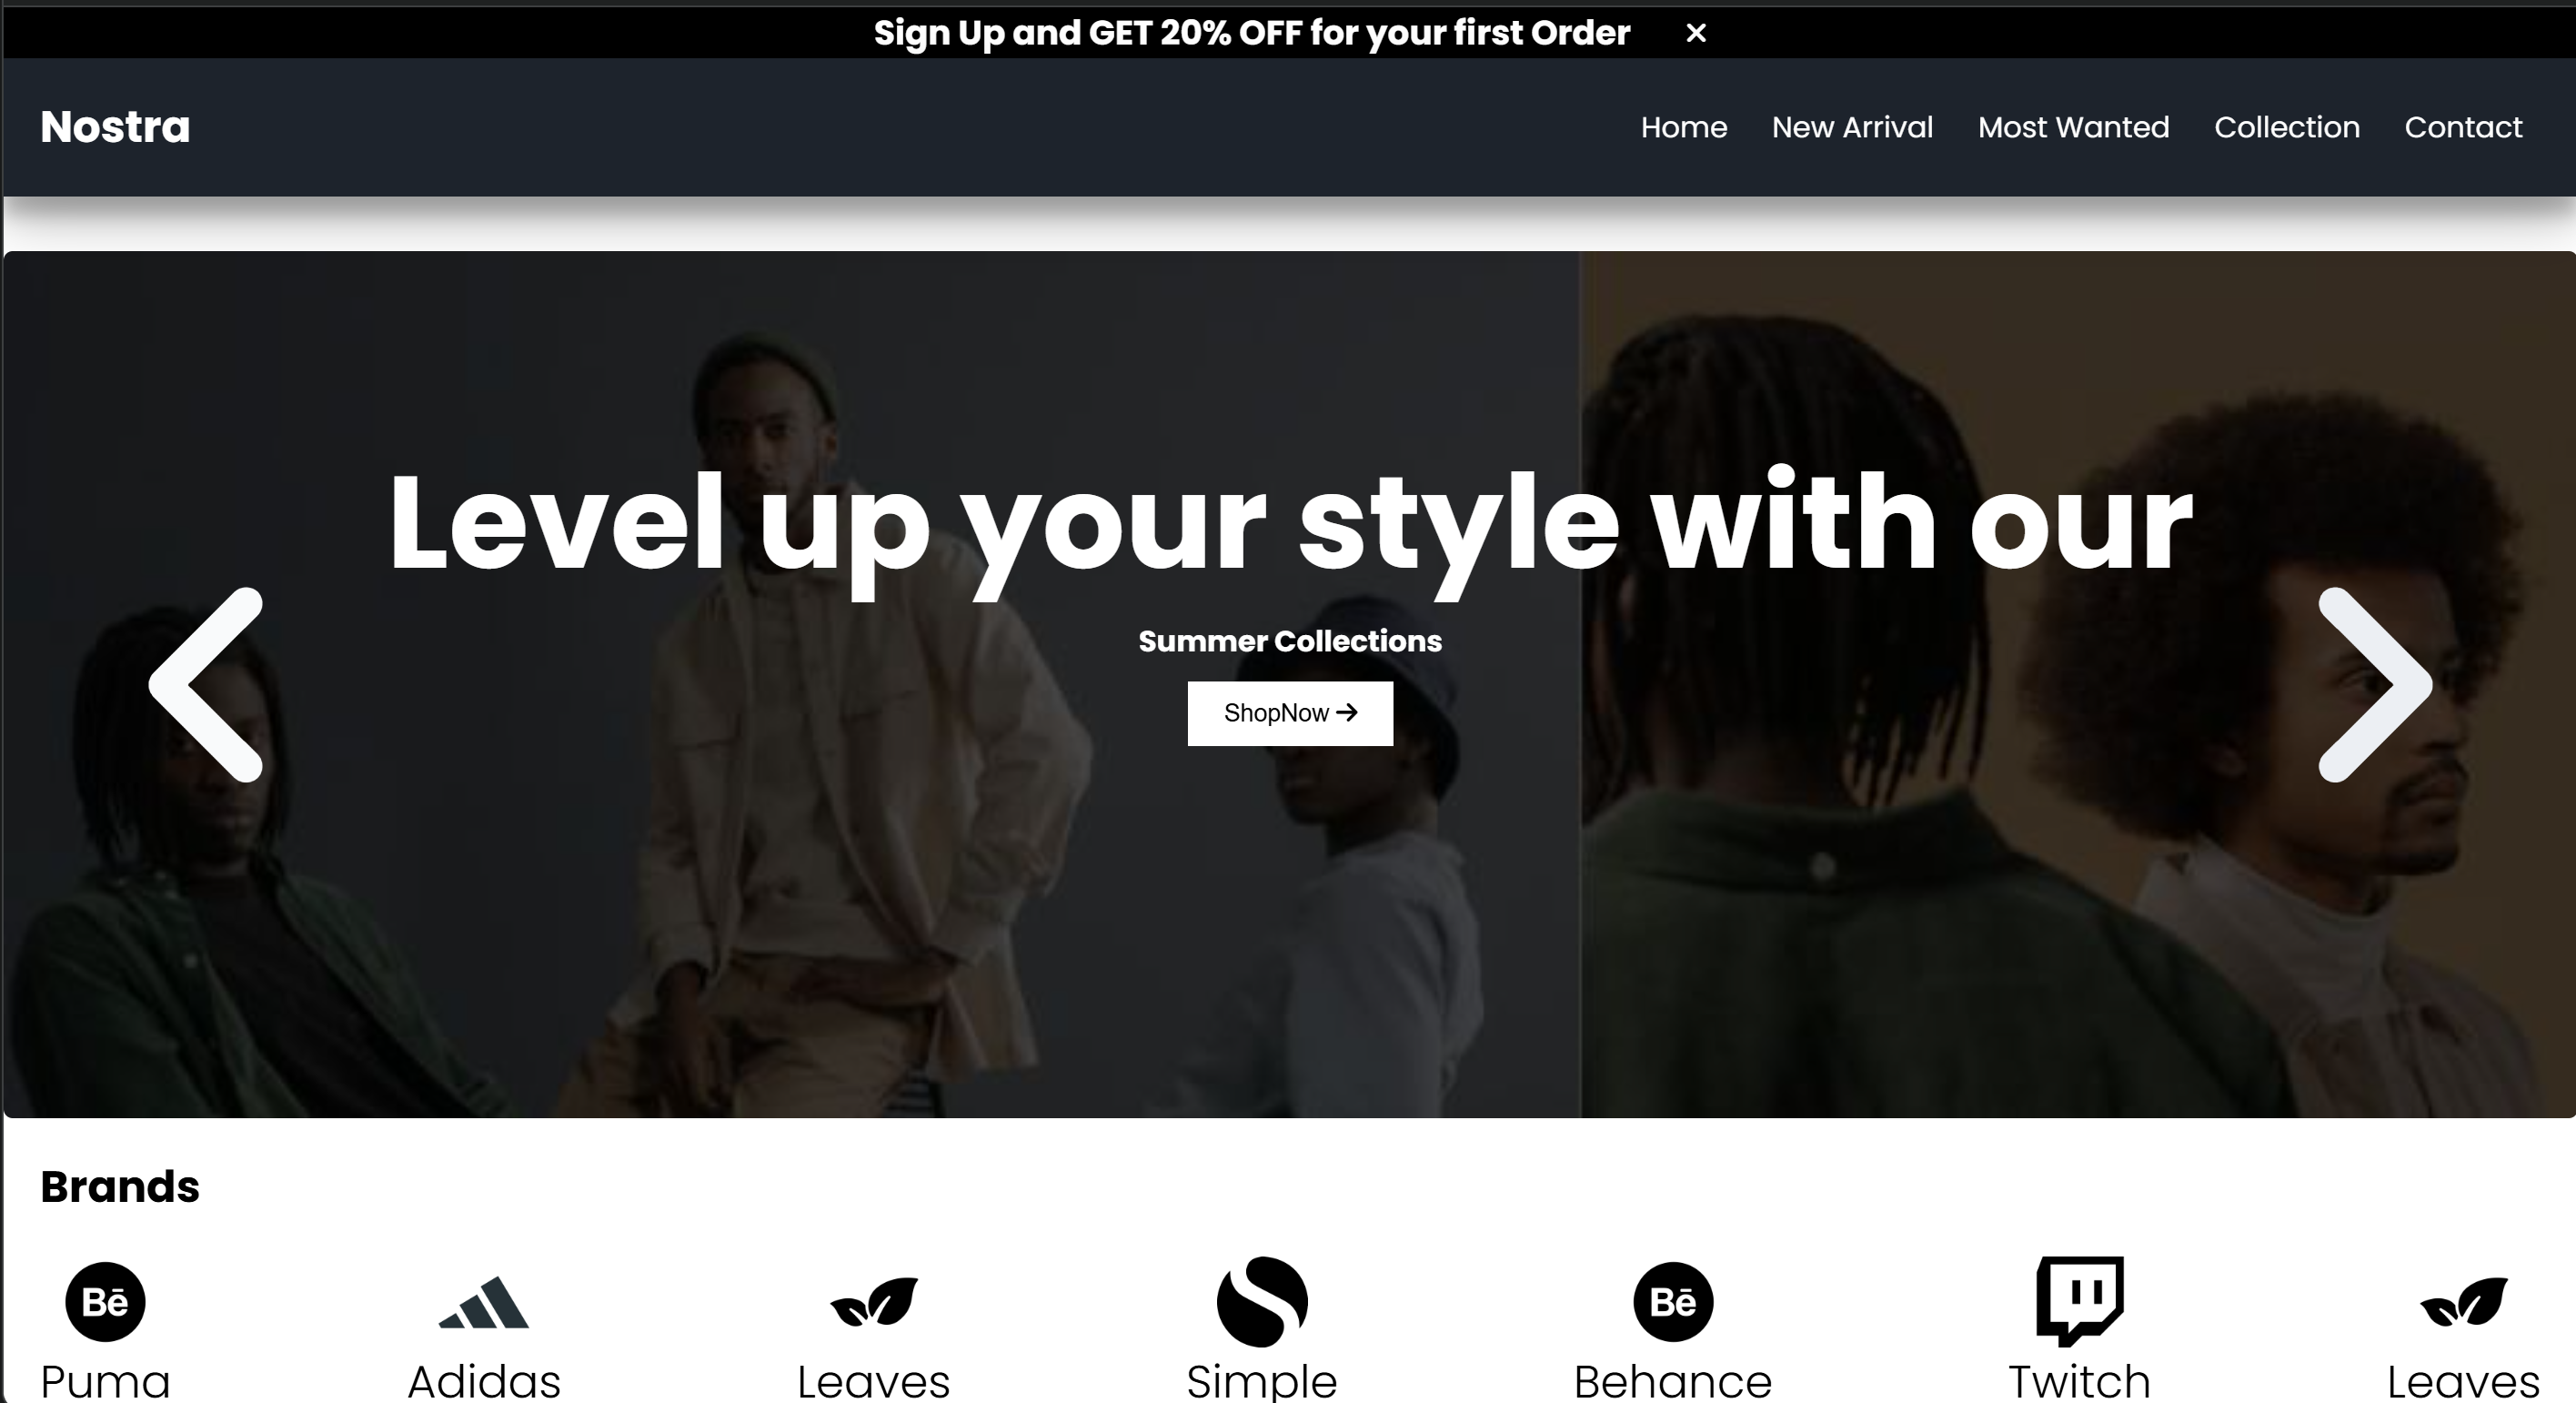 Sign Up and GET 20% OFF for your first Order ×
Nostra
Home New Arrival Most Wanted Collection Contact
Level up your style with our
Summer Collections
ShopNow →
Brands
Bē Bē
Puma Adidas Leaves Simple Behance Twitch Leaves